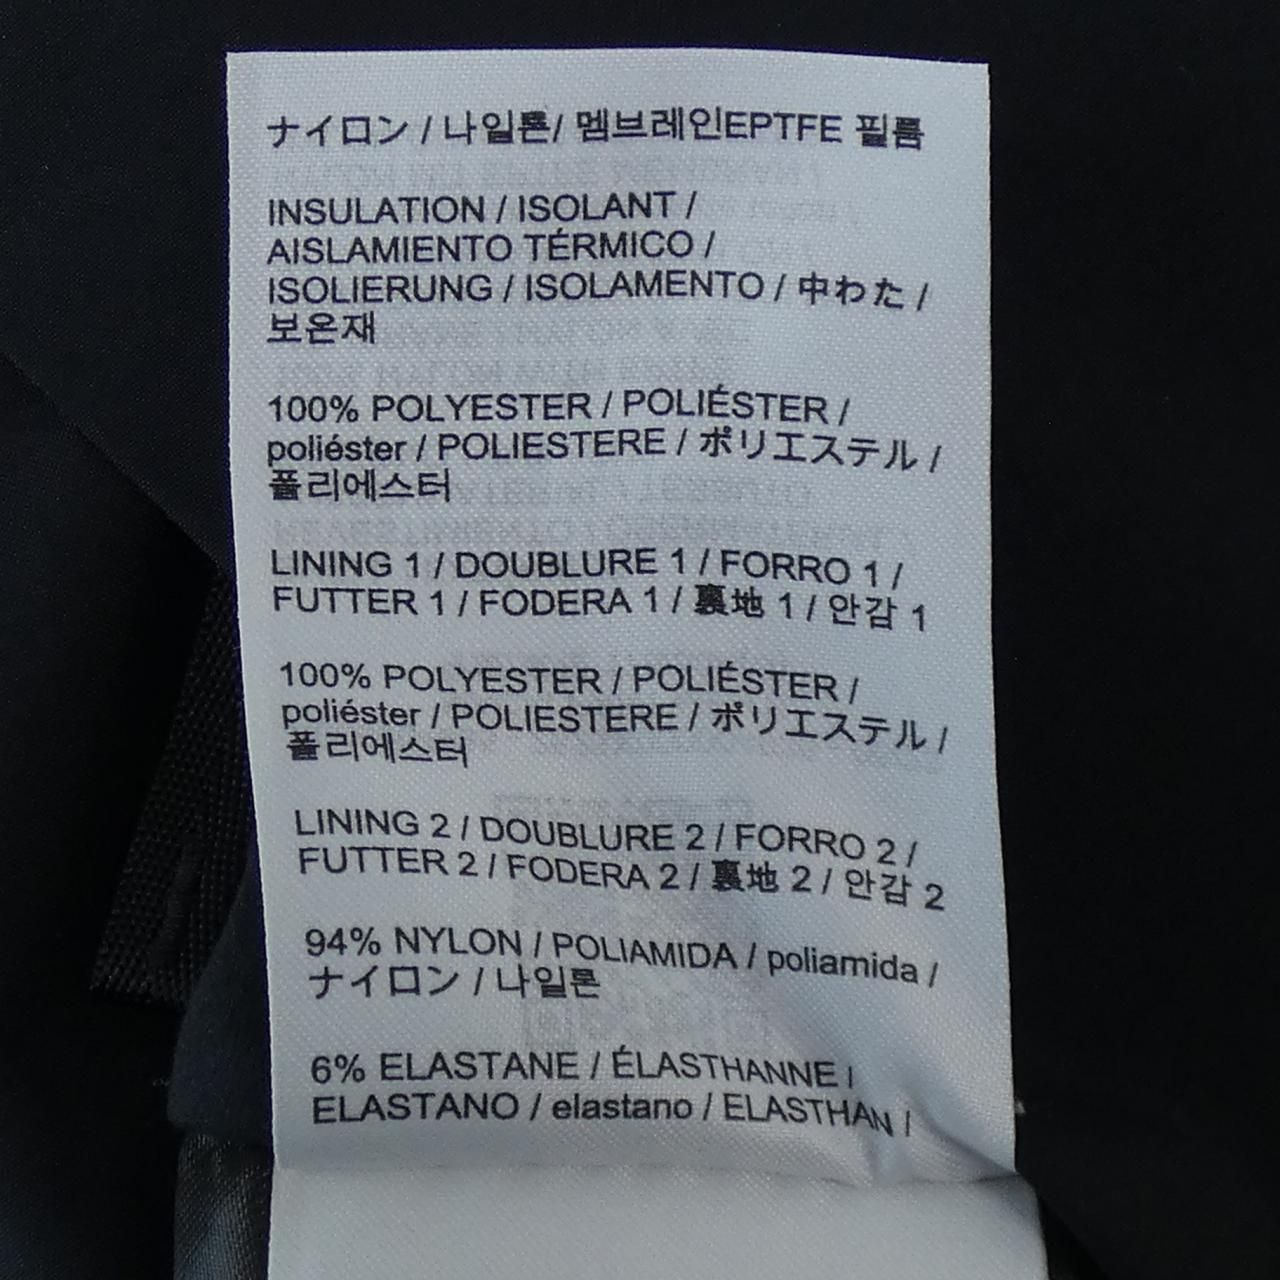 ナイロン / 나일론/ 멤브레인EPTFE 필름
INSULATION / ISOLANT /
AISLAMIENTO TÉRMICO /
ISOLIERUNG / ISOLAMENTO / 中わた /
보온재
100% POLYESTER / POLIÉSTER /
poliéster / POLIESTERE / ポリエステル /
폴리에스터
LINING 1 / DOUBLURE 1 / FORRO 1 /
FUTTER 1 / FODERA 1 / 裏地 1 / 안감 1
100% POLYESTER / POLIÉSTER /
poliéster / POLIESTERE / ポリエステル /
폴리에스터
LINING 2 / DOUBLURE 2 / FORRO 2 /
FUTTER 2 / FODERA 2 / 裏地 2 / 안감 2
94% NYLON / POLIAMIDA / poliamida /
ナイロン / 나일론
6% ELASTANE / ÉLASTHANNE /
ELASTANO / elastano / ELASTHAN /